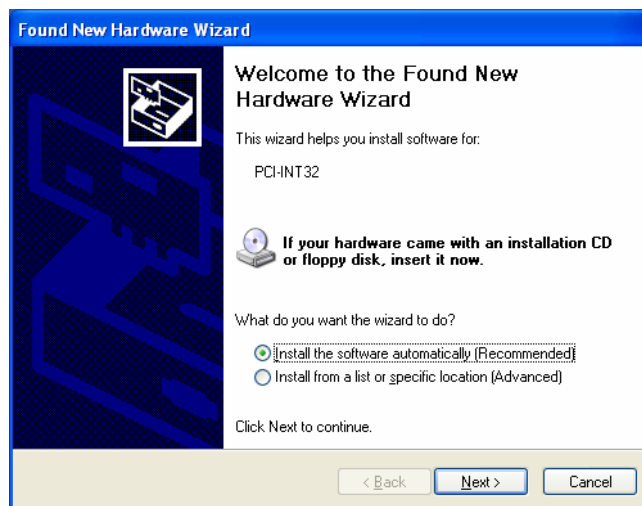 Found New Hardware Wizard
Welcome to the Found New
Hardware Wizard
This wizard helps you install software for:
PCI-INT32
If your hardware came with an installation CD
or floppy disk, insert it now.
What do you want the wizard to do?
Install the software automatically (Recommended)
Install from a list or specific location (Advanced)
Click Next to continue.
< Back
Next >
Cancel